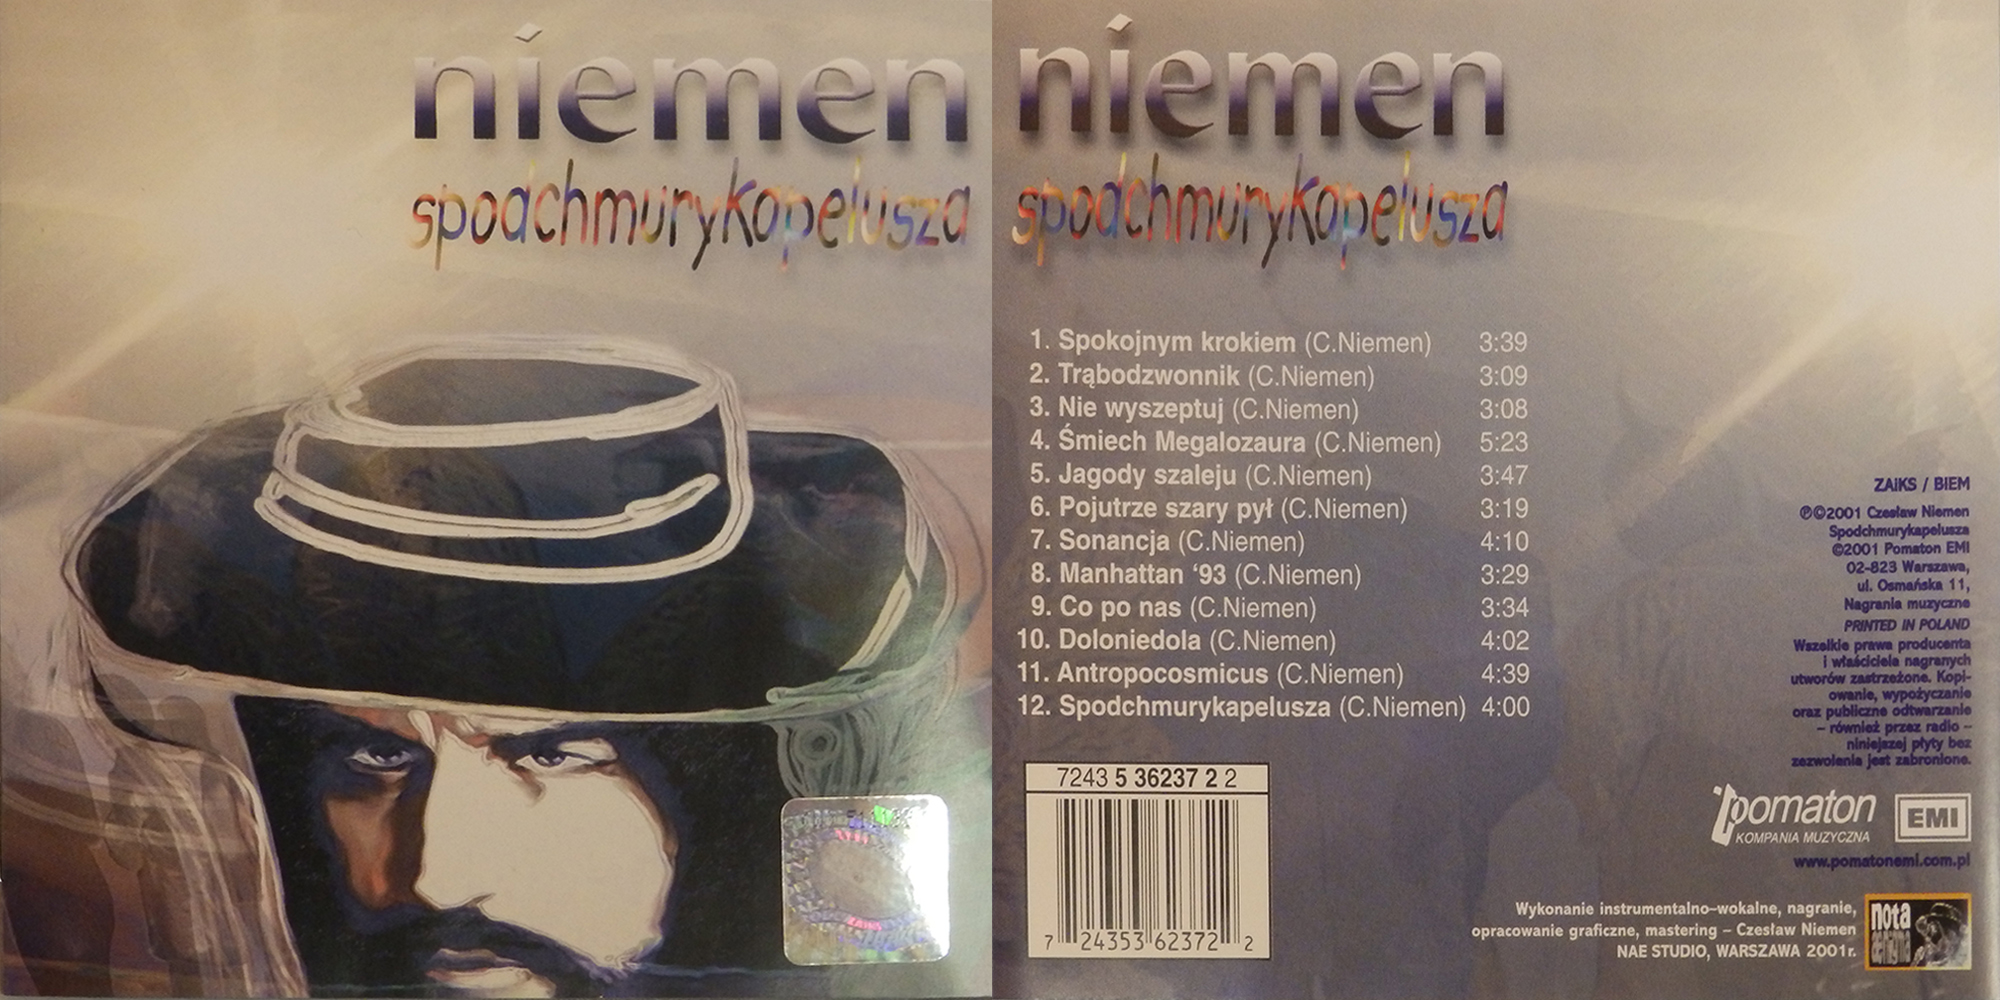 niemen
spodchmurykapelusza
ZAiKS
niemen
spodchmurykapelusza
1. Spokojnym krokiem (C.Niemen) 3:39
2. Trąbodzwonnik (C.Niemen) 3:09
3. Nie wyszeptuj (C.Niemen) 3:08
4. Śmiech Megalozaura (C.Niemen) 5:23
5. Jagody szaleju (C.Niemen) 3:47
6. Pojutrze szary pył (C.Niemen) 3:19
7. Sonancja (C.Niemen) 4:10
8. Manhattan ‘93 (C.Niemen) 3:29
9. Co po nas (C.Niemen) 3:34
10. Doloniedola (C.Niemen) 4:02
11. Antropocosmicus (C.Niemen) 4:39
12. Spodchmurykapelusza (C.Niemen) 4:00
7243 5 36237 2 2
7 24353 62372 2
ZAiKS / BIEM
℗©2001 Czesław Niemen
Spodchmurykapelusza
©2001 Pomaton EMI
02-823 Warszawa,
ul. Osmańska 11,
Nagrania muzyczne
PRINTED IN POLAND
Wszelkie prawa producenta
i właściciela nagranych
utworów zastrzeżone. Kopi-
owanie, wypożyczanie
oraz publiczne odtwarzanie
– również przez radio –
niniejszej płyty bez
zezwolenia jest zabronione.
pomaton EMI
KOMPANIA MUZYCZNA
www.pomatonemi.com.pl
Wykonanie instrumentalno–wokalne, nagranie,
opracowanie graficzne, mastering – Czesław Niemen
NAE STUDIO, WARSZAWA 2001r.
nota